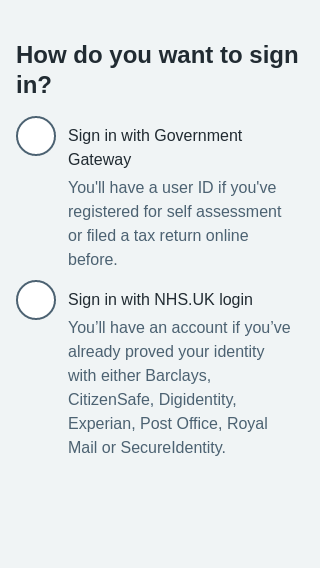 How do you want to sign
in?
Sign in with Government
Gateway
You'll have a user ID if you've
registered for self assessment
or filed a tax return online
before.
Sign in with NHS.UK login
You’ll have an account if you’ve
already proved your identity
with either Barclays,
CitizenSafe, Digidentity,
Experian, Post Office, Royal
Mail or SecureIdentity.